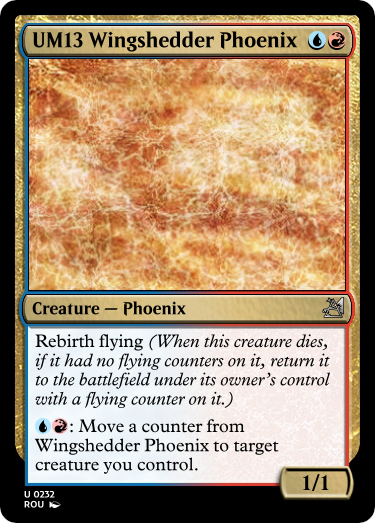 UM13 Wingshedder Phoenix
Creature — Phoenix
Rebirth flying (When this creature dies,
if it had no flying counters on it, return it
to the battlefield under its owner's control
with a flying counter on it.)
: Move a counter from
Wingshedder Phoenix to target
creature you control.
1/1
U 0232
ROU